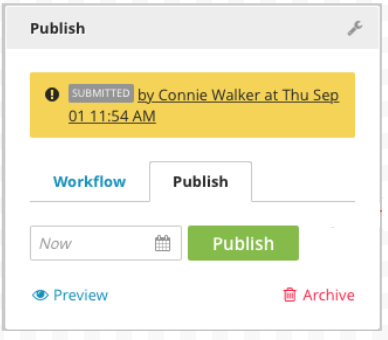 Publish
SUBMITTED by Connie Walker at Thu Sep
01 11:54 AM
Workflow Publish
Now Publish
Preview Archive